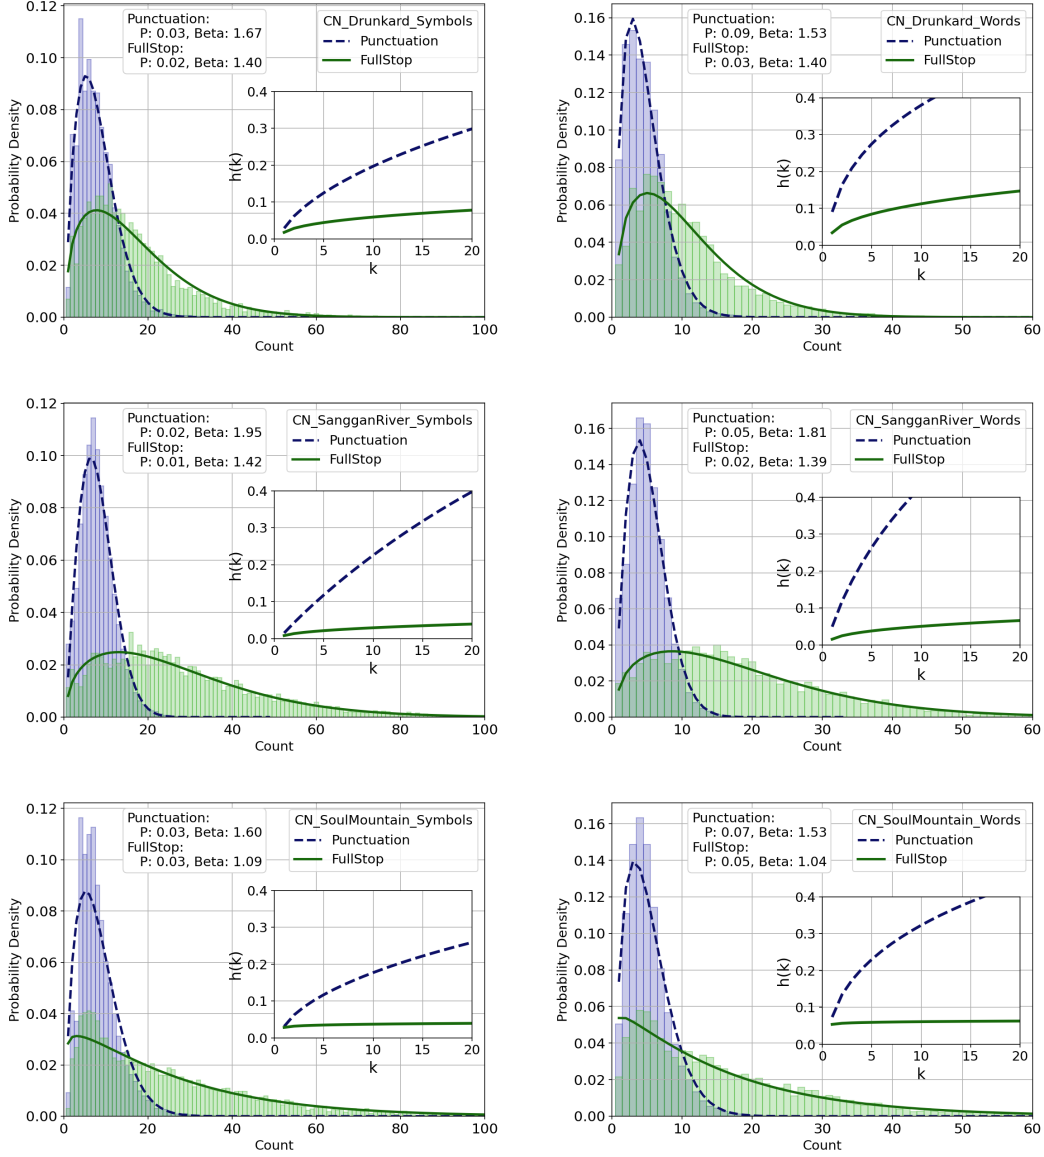 Punctuation:
P: 0.03, Beta: 1.67
FullStop:
P: 0.02, Beta: 1.40
CN_Drunkard_Symbols
Punctuation
FullStop
Probability Density
0.12
0.10
0.08
0.06
0.04
0.02
0.00
0 20 40 60 80 100
Count
h(k)
0.4
0.3
0.2
0.1
0.0
0 5 10 15 20
k
Punctuation:
P: 0.09, Beta: 1.53
FullStop:
P: 0.03, Beta: 1.40
CN_Drunkard_Words
Punctuation
FullStop
Probability Density
0.16
0.14
0.12
0.10
0.08
0.06
0.04
0.02
0.00
0 10 20 30 40 50 60
Count
h(k)
0.4
0.3
0.2
0.1
0.0
0 5 10 15 20
k
Punctuation:
P: 0.02, Beta: 1.95
FullStop:
P: 0.01, Beta: 1.42
CN_SangganRiver_Symbols
Punctuation
FullStop
Probability Density
0.12
0.10
0.08
0.06
0.04
0.02
0.00
0 20 40 60 80 100
Count
h(k)
0.4
0.3
0.2
0.1
0.0
0 5 10 15 20
k
Punctuation:
P: 0.05, Beta: 1.81
FullStop:
P: 0.02, Beta: 1.39
CN_SangganRiver_Words
Punctuation
FullStop
Probability Density
0.16
0.14
0.12
0.10
0.08
0.06
0.04
0.02
0.00
0 10 20 30 40 50 60
Count
h(k)
0.4
0.3
0.2
0.1
0.0
0 5 10 15 20
k
Punctuation:
P: 0.03, Beta: 1.60
FullStop:
P: 0.03, Beta: 1.09
CN_SoulMountain_Symbols
Punctuation
FullStop
Probability Density
0.12
0.10
0.08
0.06
0.04
0.02
0.00
0 20 40 60 80 100
Count
h(k)
0.4
0.3
0.2
0.1
0.0
0 5 10 15 20
k
Punctuation:
P: 0.07, Beta: 1.53
FullStop:
P: 0.05, Beta: 1.04
CN_SoulMountain_Words
Punctuation
FullStop
Probability Density
0.16
0.14
0.12
0.10
0.08
0.06
0.04
0.02
0.00
0 10 20 30 40 50 60
Count
h(k)
0.4
0.3
0.2
0.1
0.0
0 5 10 15 20
k